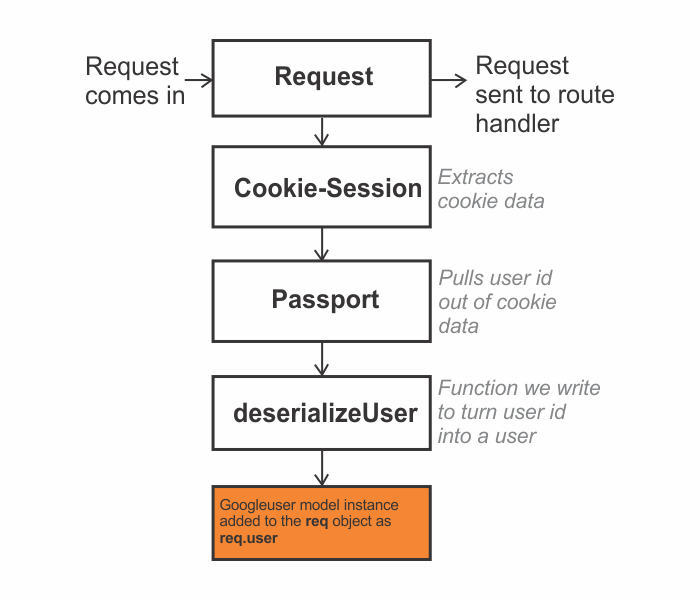 Request
comes in
Request
Request
sent to route
handler
Cookie-Session
Extracts
cookie data
Passport
Pulls user id
out of cookie
data
deserializeUser
Function we write
to turn user id
into a user
Googleuser model instance
added to the req object as
req.user